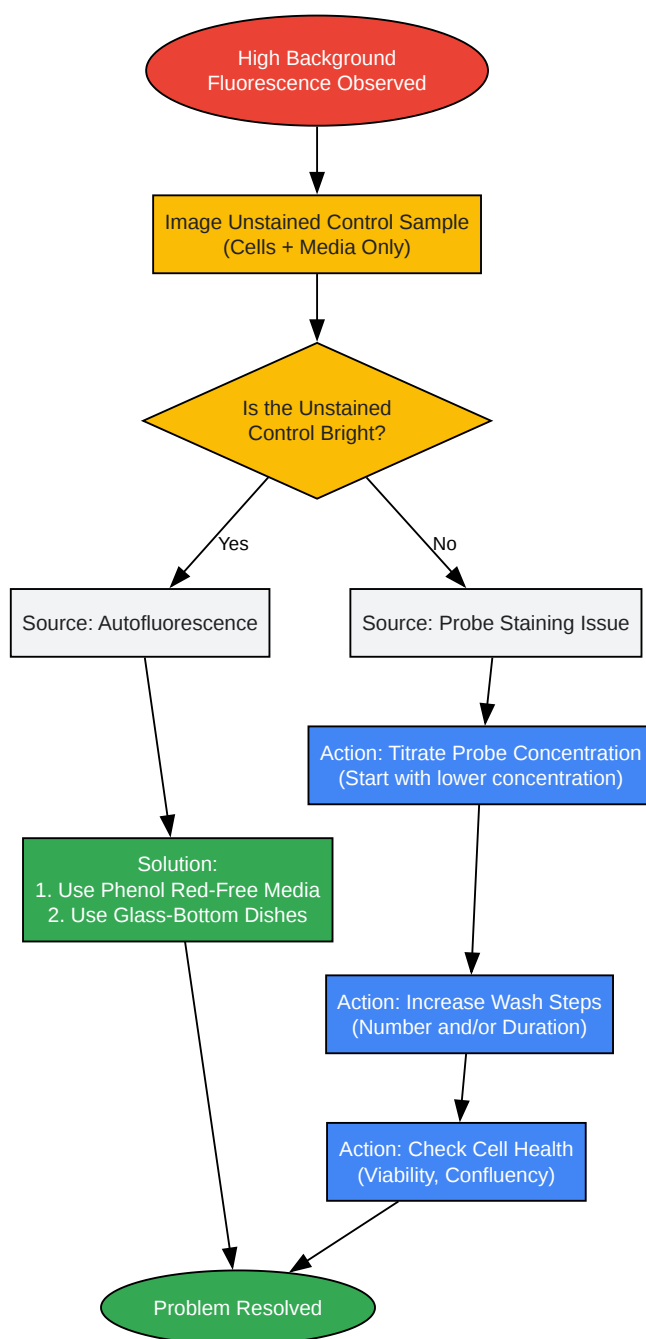 High Background
Fluorescence Observed
Image Unstained Control Sample
(Cells + Media Only)
Is the Unstained
Control Bright?
Yes
No
Source: Autofluorescence
Source: Probe Staining Issue
Action: Titrate Probe Concentration
(Start with lower concentration)
Solution:
1. Use Phenol Red-Free Media
2. Use Glass-Bottom Dishes
Action: Increase Wash Steps
(Number and/or Duration)
Action: Check Cell Health
(Viability, Confluency)
Problem Resolved